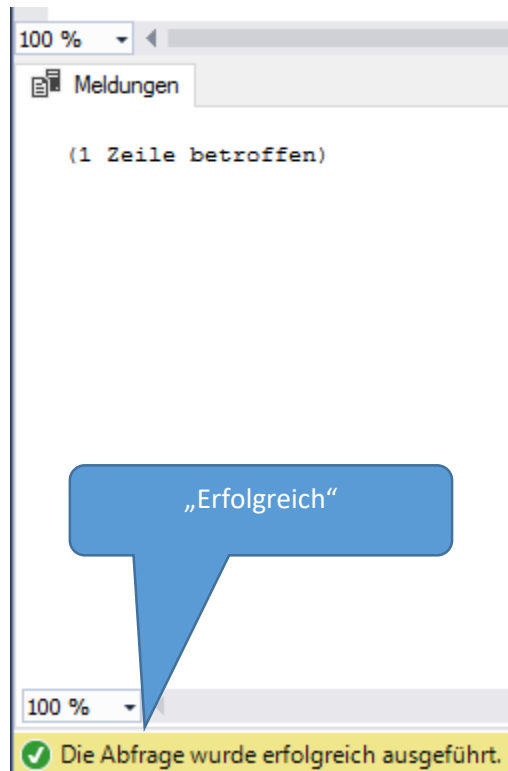 100 %
Meldungen
(1 Zeile betroffen)
„Erfolgreich“
100 %
Die Abfrage wurde erfolgreich ausgeführt.